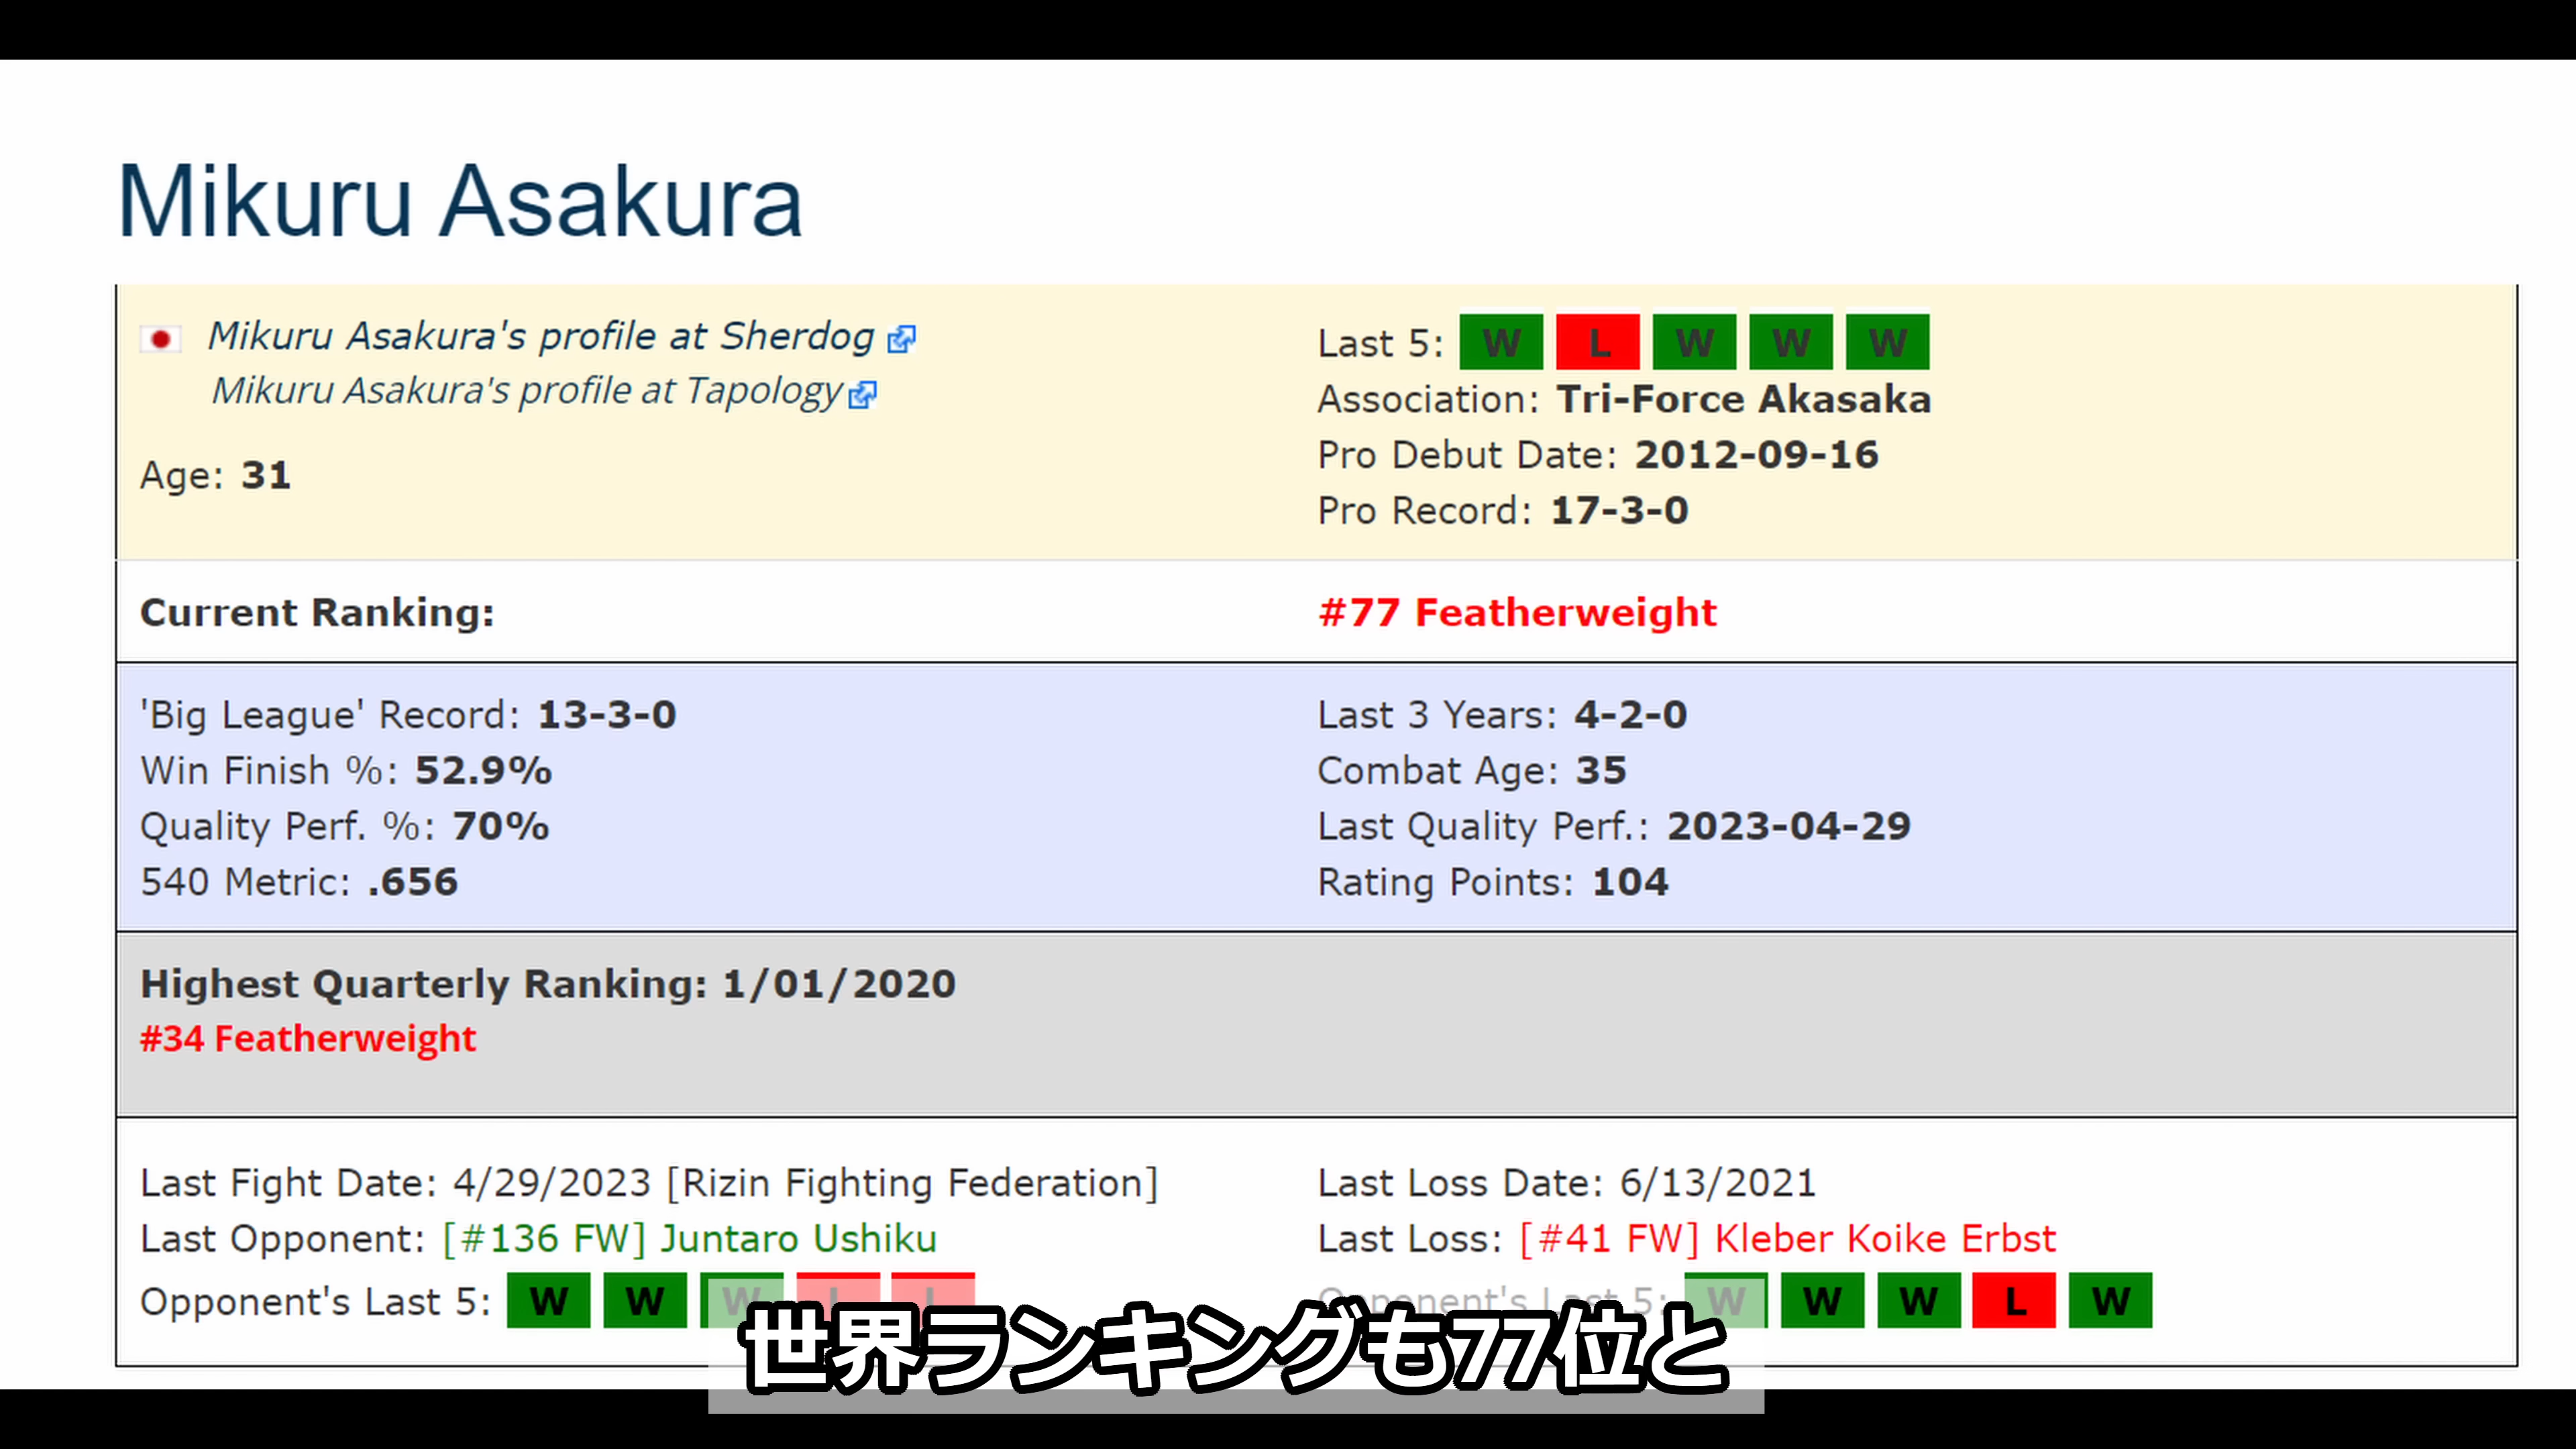 Mikuru Asakura
Mikuru Asakura's profile at Sherdog
Mikuru Asakura's profile at Tapology
Age: 31
Last 5: W L W W W
Association: Tri-Force Akasaka
Pro Debut Date: 2012-09-16
Pro Record: 17-3-0
Current Ranking:
#77 Featherweight
'Big League' Record: 13-3-0
Win Finish %: 52.9%
Quality Perf. %: 70%
540 Metric: .656
Last 3 Years: 4-2-0
Combat Age: 35
Last Quality Perf.: 2023-04-29
Rating Points: 104
Highest Quarterly Ranking: 1/01/2020
#34 Featherweight
Last Fight Date: 4/29/2023 [Rizin Fighting Federation]
Last Opponent: [#136 FW] Juntaro Ushiku
Opponent's Last 5: W W W L L
Last Loss Date: 6/13/2021
Last Loss: [#41 FW] Kleber Koike Erbst
Opponent's Last 5: W W W L W
世界ランキングも77位と